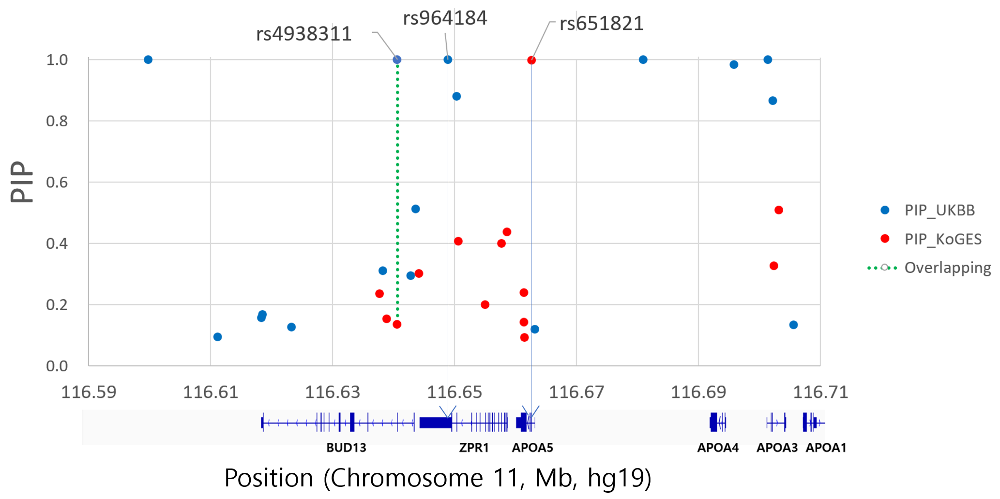 rs964184
rs4938311
rs651821
PIP
1.0
0.8
0.6
0.4
0.2
0.0
116.59 116.61 116.63 116.65 116.67 116.69 116.71
PIP_UKBB
PIP_KoGES
Overlapping
BUD13 ZPR1 APOA5 APOA4 APOA3 APOA1
Position (Chromosome 11, Mb, hg19)